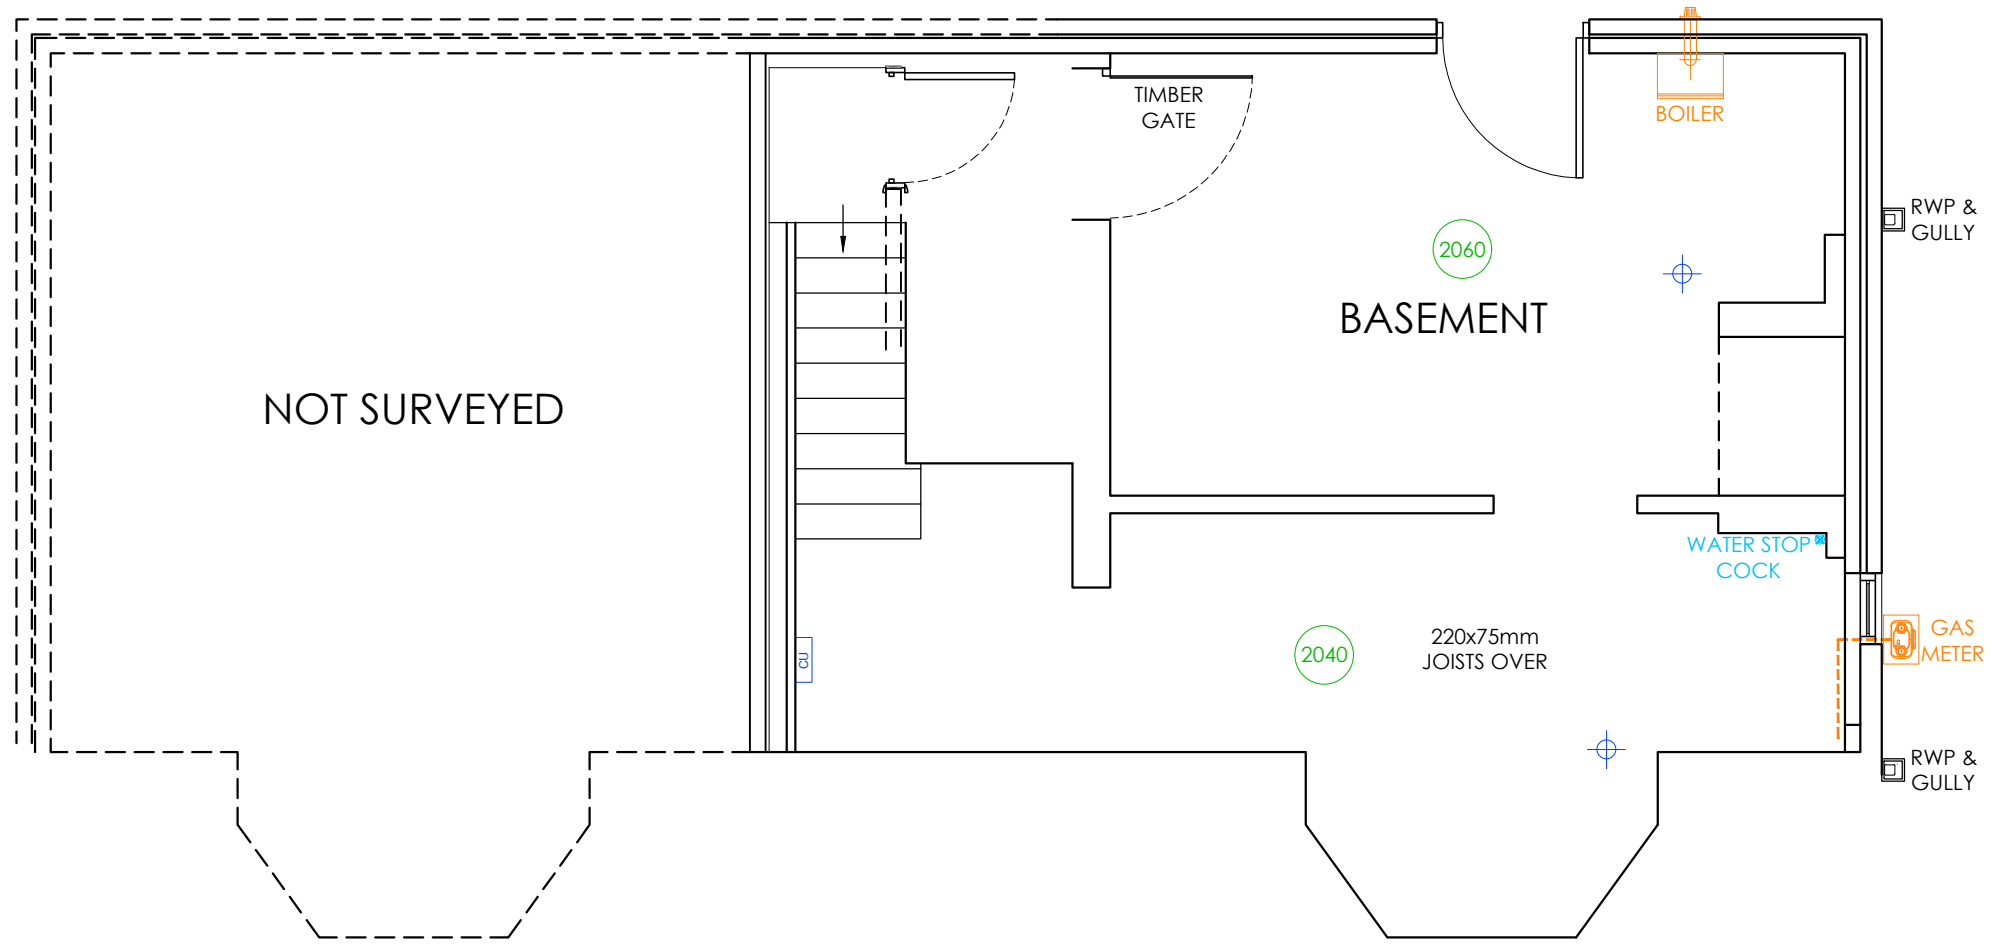 TIMBER
GATE
BOILER
RWP &
GULLY
2060
BASEMENT
NOT SURVEYED
WATER STOP
COCK
CU
2040
220x75mm
JOISTS OVER
GAS
METER
RWP &
GULLY